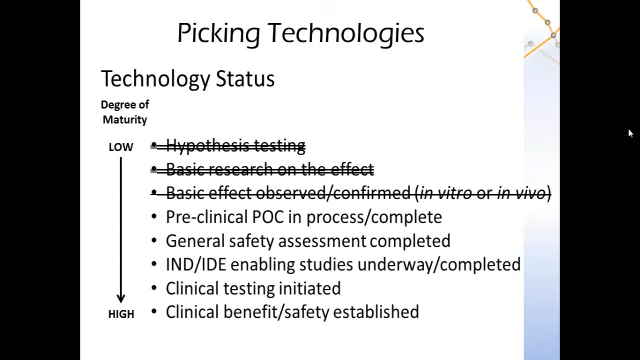 Picking Technologies
Technology Status
Degree of
Maturity
LOW
• Hypothesis testing
• Basic research on the effect
• Basic effect observed/confirmed (in vitro or in vivo)
• Pre-clinical POC in process/complete
• General safety assessment completed
• IND/IDE enabling studies underway/completed
• Clinical testing initiated
HIGH
• Clinical benefit/safety established